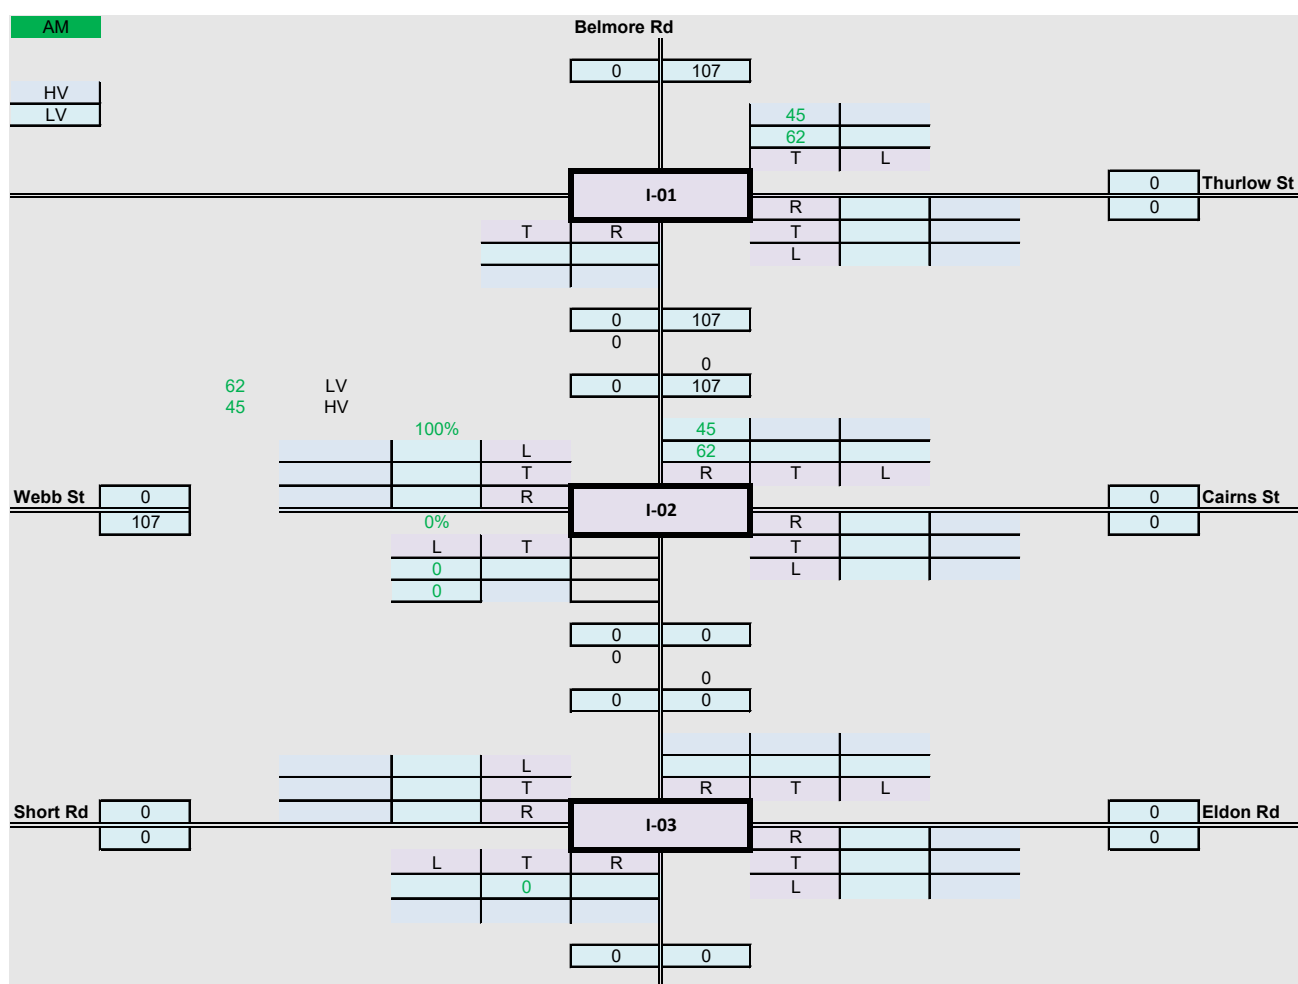 AM Belmore Rd
0 107
HV
LV
45
62
T L
0 Thurlow St
I-01
R 0
T R T
L
0 107
0
0
62 LV 0 107
45 HV
100% 45
L 62
T R T L
Webb St 0 R 0 Cairns St
I-02
107 0% R 0
L T T
0 L
0
0 0
0
0
0 0
L
T R T L
Short Rd 0 R 0 Eldon Rd
I-03
0 R 0
L T R T
0 L
0 0